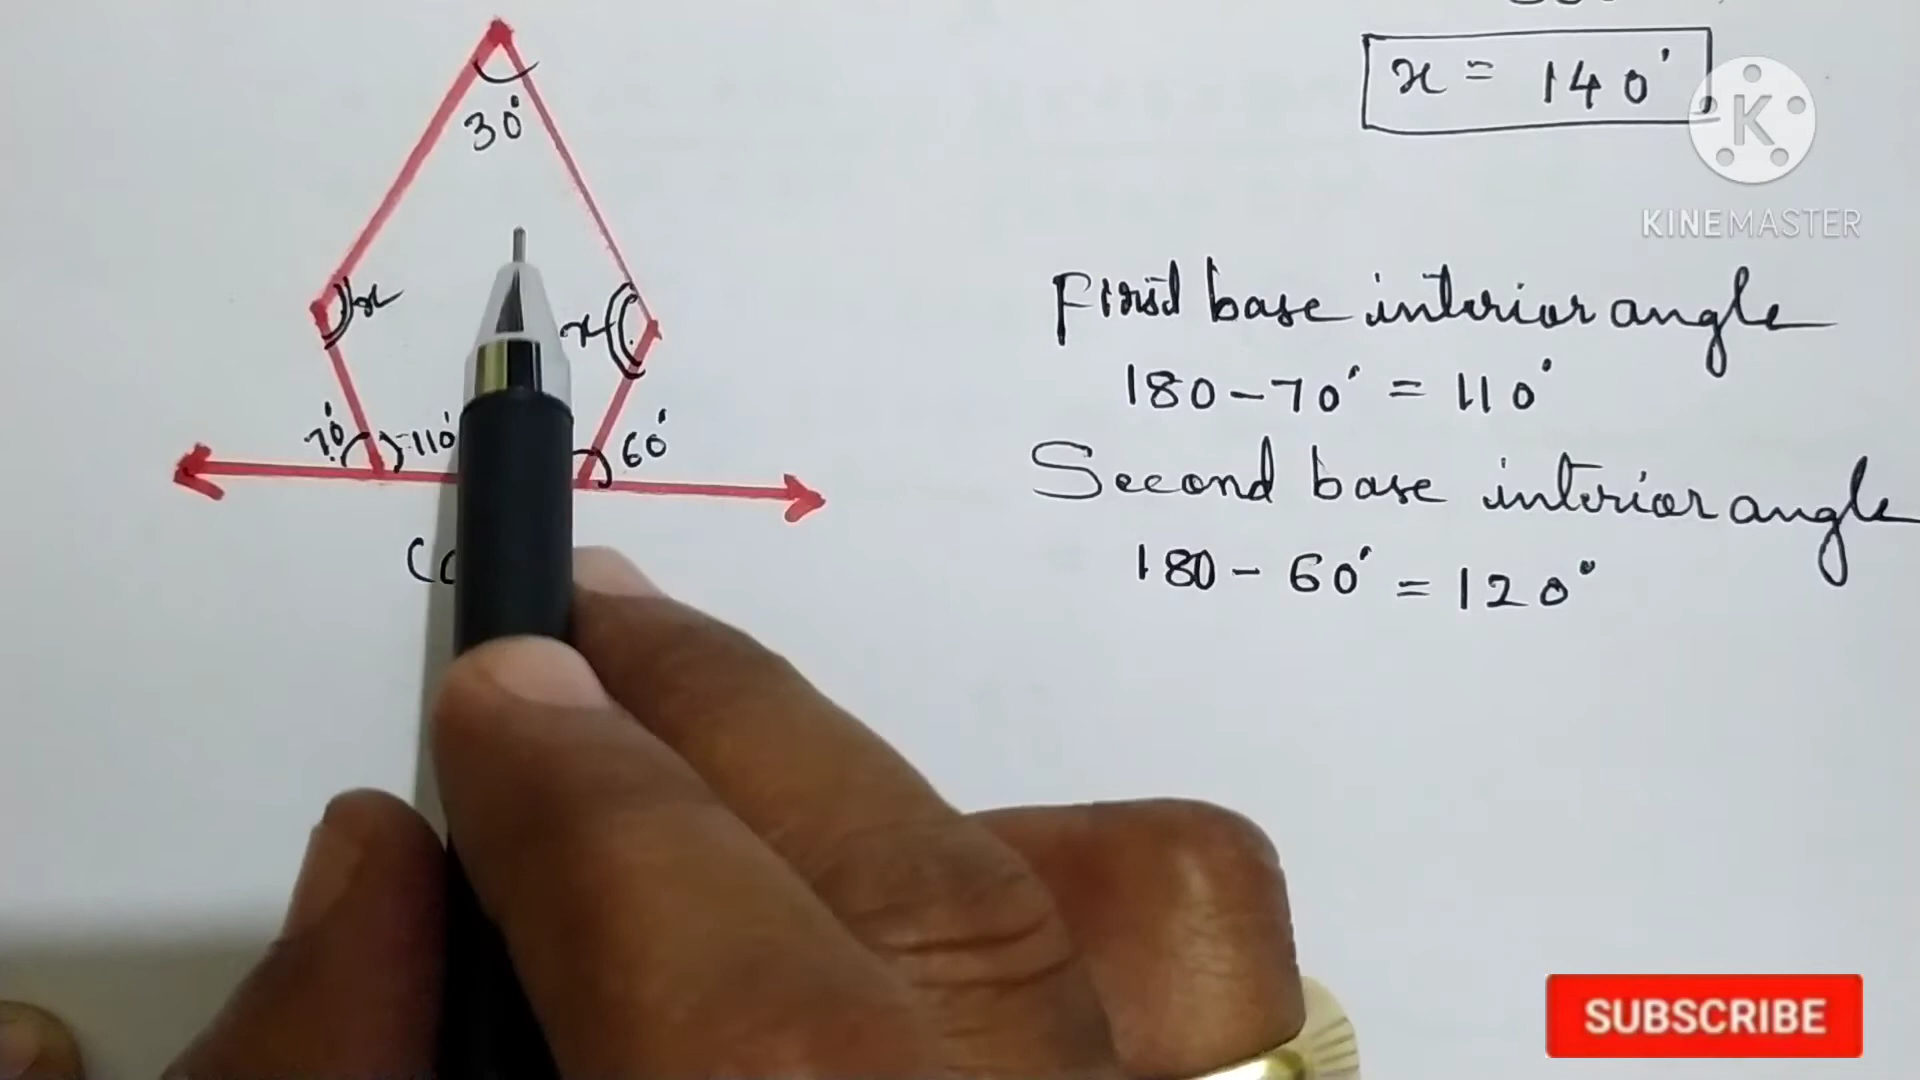 x = 140°
KINEMASTER
30°
x
x
70°
110°
60°
First base interior angle
180 - 70° = 110°
Second base interior angle
180 - 60° = 120°
SUBSCRIBE